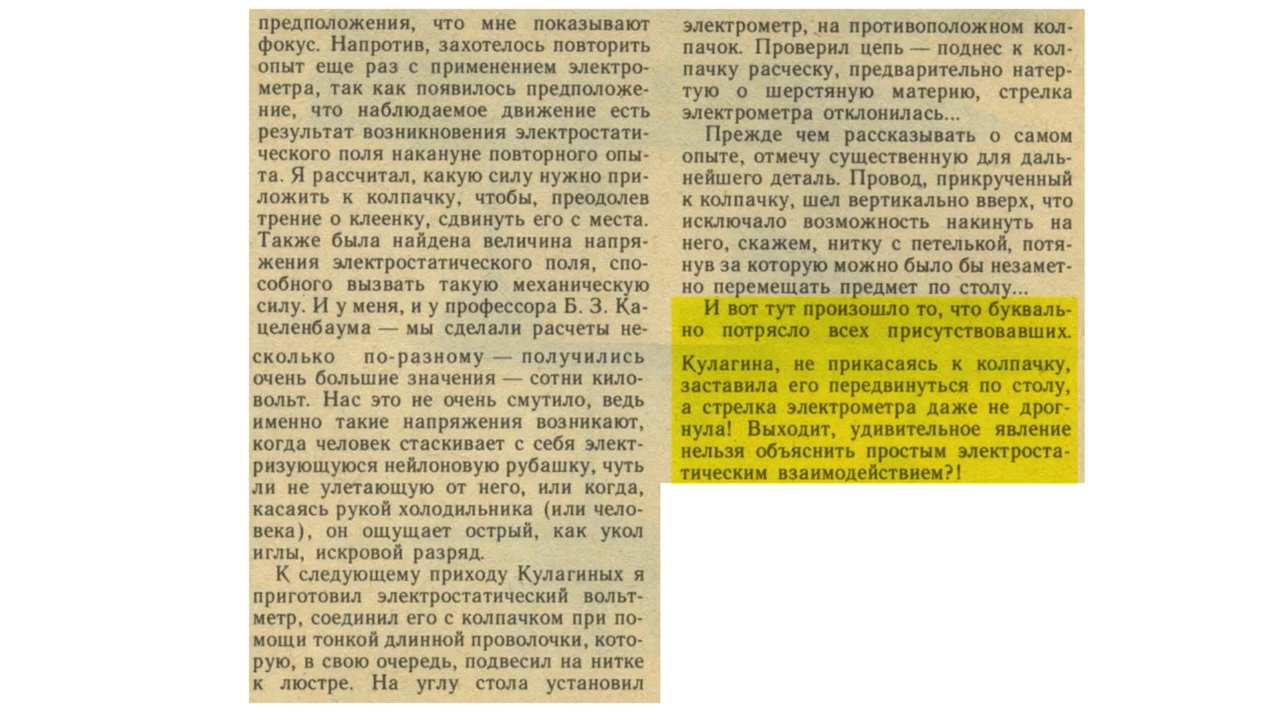 предположения, что мне показывают
фокус. Напротив, захотелось повторить
опыт еще раз с применением электро-
метра, так как появилось предположе-
ние, что наблюдаемое движение есть
результат возникновения электростати-
ческого поля накануне повторного опы-
та. Я рассчитал, какую силу нужно при-
ложить к колпачку, чтобы, преодолев
трение о клеенку, сдвинуть его с места.
Также была найдена величина напря-
жения электростатического поля, спо-
собного вызвать такую механическую
силу. И у меня, и у профессора Б. З. Ка-
целенбаума — мы сделали расчеты не-
сколько по-разному — получились
очень большие значения — сотни кило-
вольт. Нас это не очень смутило, ведь
именно такие напряжения возникают,
когда человек стаскивает с себя элект-
ризующуюся нейлоновую рубашку, чуть
ли не улетающую от него, или когда,
касаясь рукой холодильника (или чело-
века), он ощущает острый, как укол
иглы, искровой разряд.
К следующему приходу Кулагиных я
приготовил электростатический вольт-
метр, соединил его с колпачком при по-
мощи тонкой длинной проволочки, кото-
рую, в свою очередь, подвесил на нитке
к люстре. На углу стола установил
электрометр, на противоположном кол-
пачок. Проверил цепь — поднес к кол-
пачку расческу, предварительно натер-
тую о шерстяную материю, стрелка
электрометра отклонилась...
Прежде чем рассказывать о самом
опыте, отмечу существенную для даль-
нейшего деталь. Провод, прикрученный
к колпачку, шел вертикально вверх, что
исключало возможность накинуть на
него, скажем, нитку с петелькой, потя-
нув за которую можно было бы незамет-
но перемещать предмет по столу...
И вот тут произошло то, что букваль-
но потрясло всех присутствовавших.
Кулагина, не прикасаясь к колпачку,
заставила его передвинуться по столу,
а стрелка электрометра даже не дрог-
нула! Выходит, удивительное явление
нельзя объяснить простым электроста-
тическим взаимодействием?!